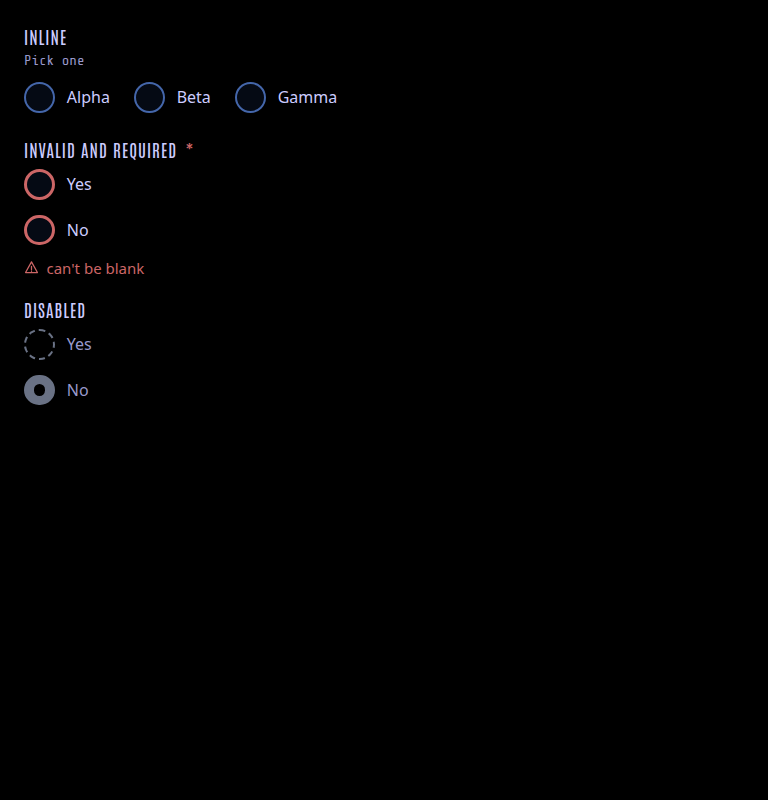 INLINE
Pick one
Alpha Beta Gamma
INVALID AND REQUIRED *
Yes
No
can't be blank
DISABLED
Yes
No